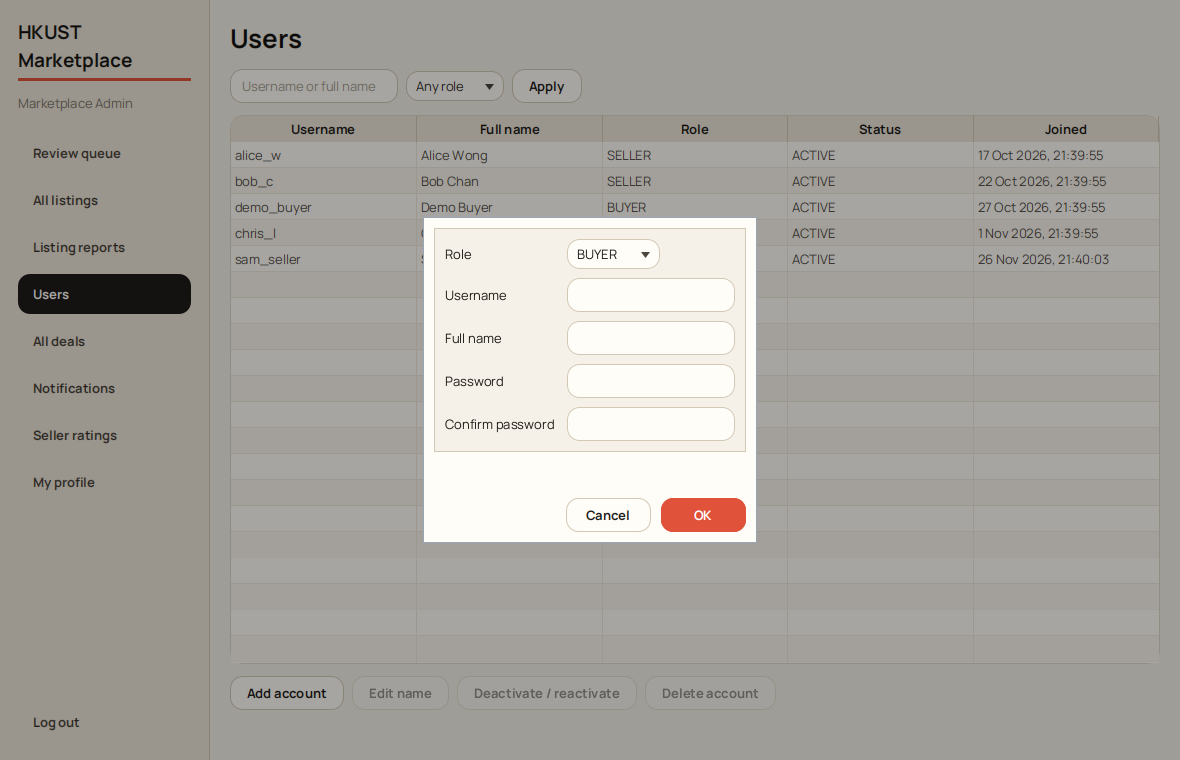 HKUST
Marketplace
Marketplace Admin
Review queue
All listings
Listing reports
Users
All deals
Notifications
Seller ratings
My profile
Log out
Users
Username or full name
Any role
Apply
Username Full name Role Status Joined
alice_w Alice Wong SELLER ACTIVE 17 Oct 2026, 21:39:55
bob_c Bob Chan SELLER ACTIVE 22 Oct 2026, 21:39:55
demo_buyer Demo Buyer BUYER ACTIVE 27 Oct 2026, 21:39:55
chris_l ACTIVE 1 Nov 2026, 21:39:55
sam_seller ACTIVE 26 Nov 2026, 21:40:03
Role BUYER
Username
Full name
Password
Confirm password
Cancel OK
Add account Edit name Deactivate / reactivate Delete account